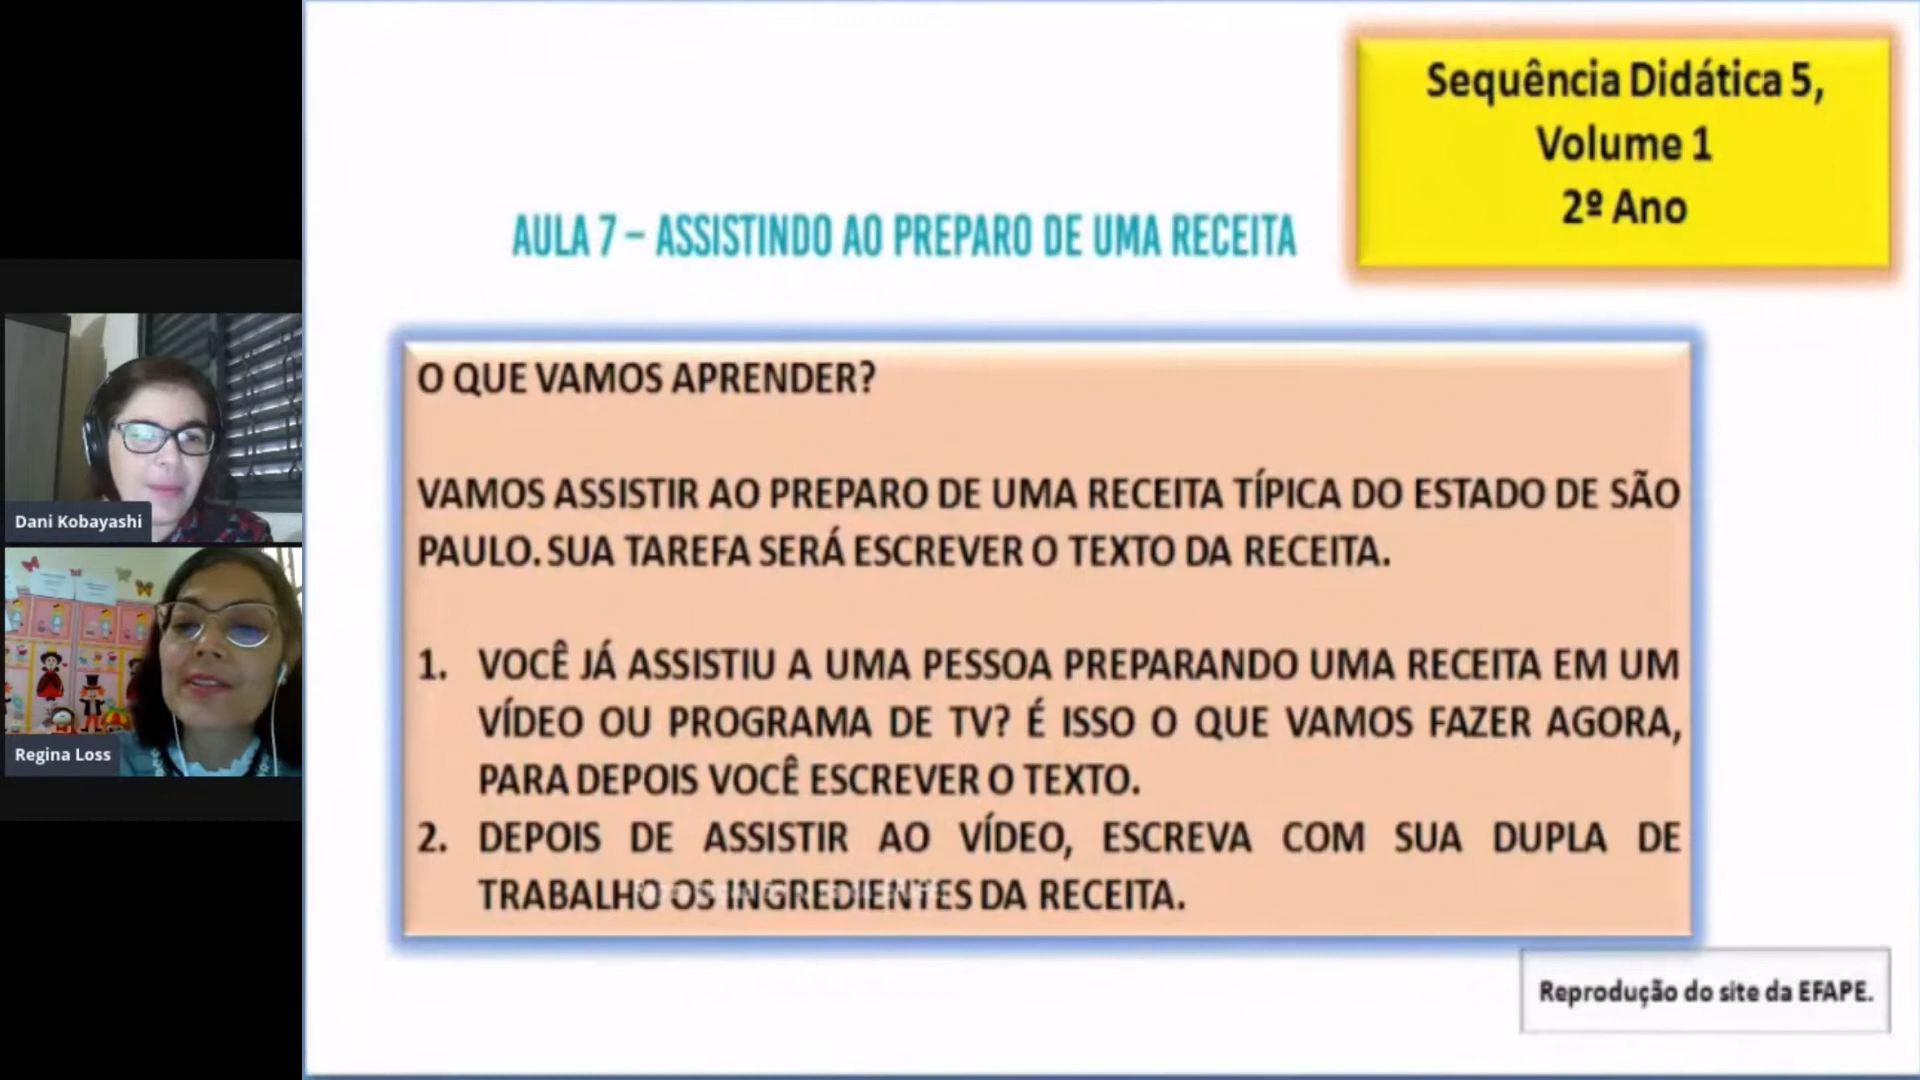 Sequência Didática 5,
Volume 1
2º Ano
AULA 7 – ASSISTINDO AO PREPARO DE UMA RECEITA
O QUE VAMOS APRENDER?
VAMOS ASSISTIR AO PREPARO DE UMA RECEITA TÍPICA DO ESTADO DE SÃO
PAULO. SUA TAREFA SERÁ ESCREVER O TEXTO DA RECEITA.
1. VOCÊ JÁ ASSISTIU A UMA PESSOA PREPARANDO UMA RECEITA EM UM
VÍDEO OU PROGRAMA DE TV? É ISSO O QUE VAMOS FAZER AGORA,
PARA DEPOIS VOCÊ ESCREVER O TEXTO.
2. DEPOIS DE ASSISTIR AO VÍDEO, ESCREVA COM SUA DUPLA DE
TRABALHO OS INGREDIENTES DA RECEITA.
Reprodução do site da EFAPE.
Dani Kobayashi
Regina Loss